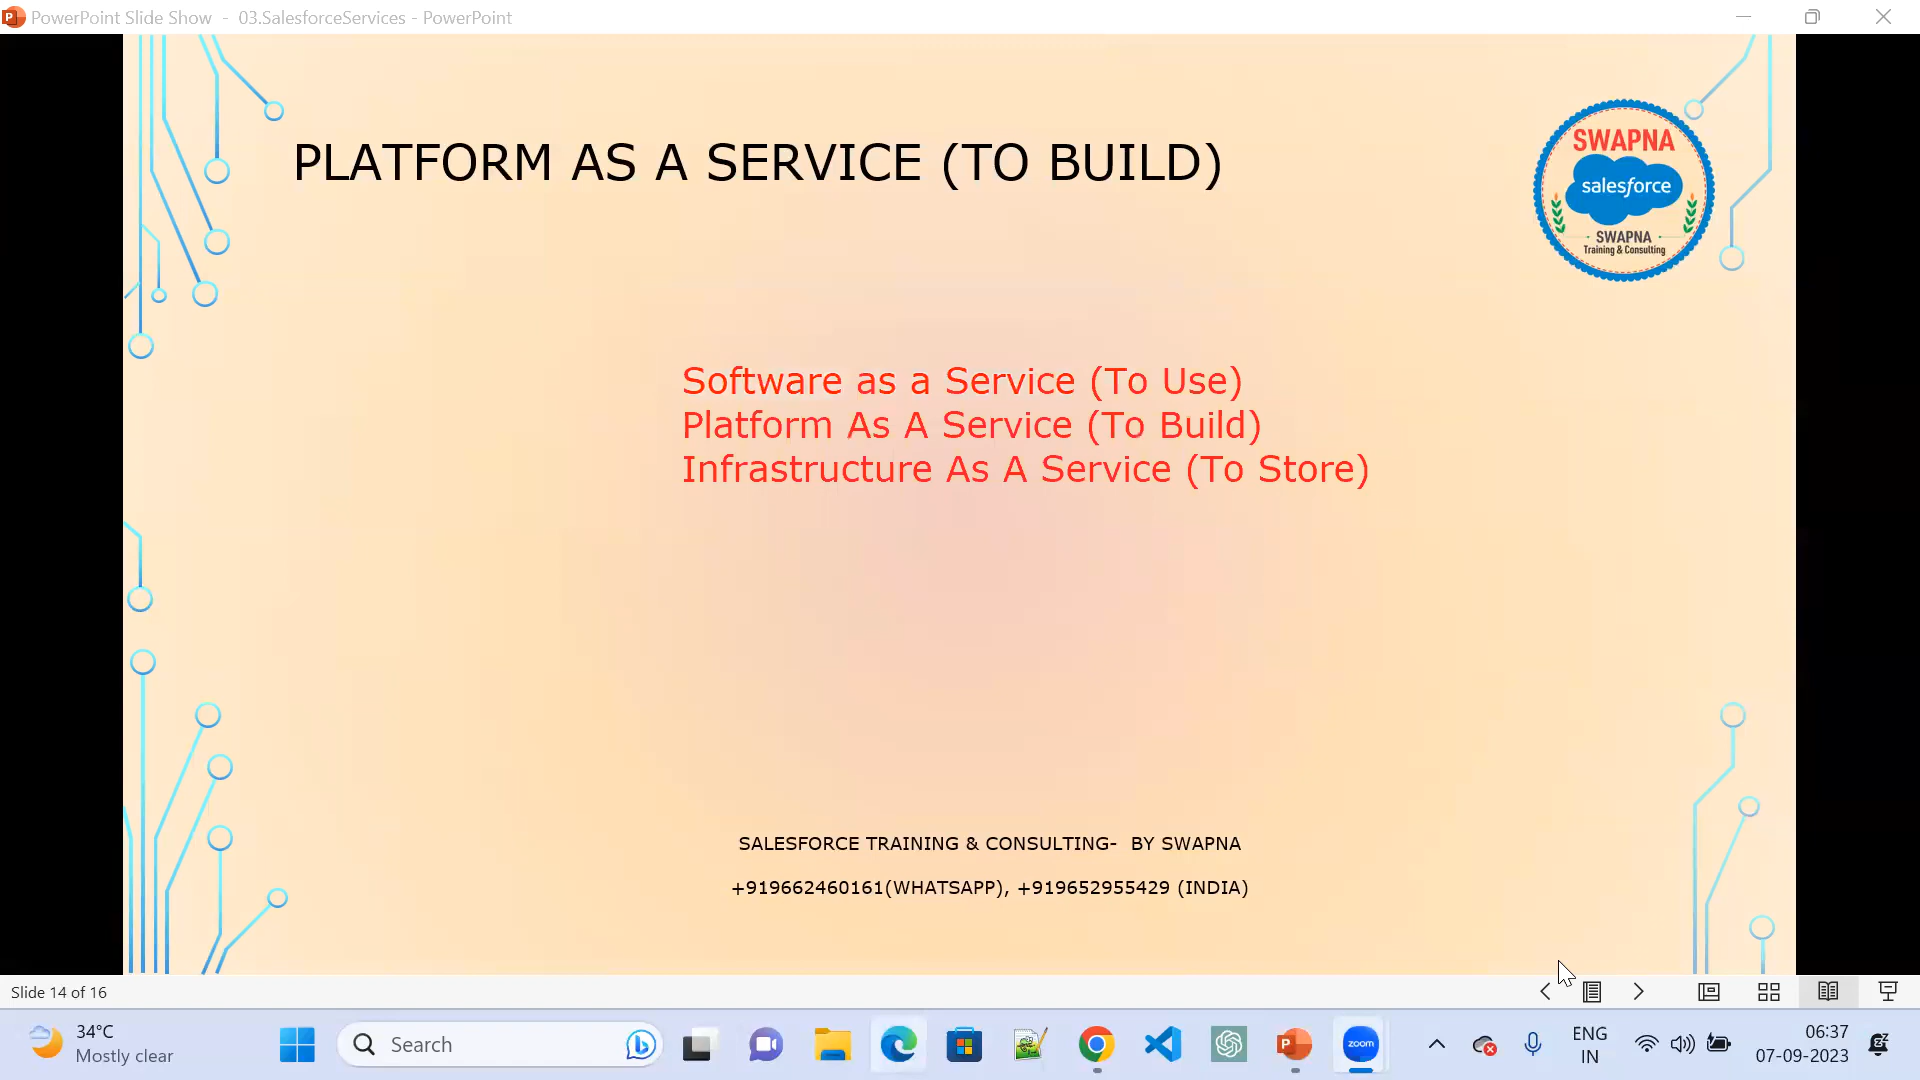 PowerPoint Slide Show  -  03.SalesforceServices - PowerPoint
PLATFORM AS A SERVICE (TO BUILD)
SWAPNA
salesforce
SWAPNA
Training & Consulting
Software as a Service (To Use)
Platform As A Service (To Build)
Infrastructure As A Service (To Store)
SALESFORCE TRAINING & CONSULTING-  BY SWAPNA
+919662460161(WHATSAPP), +919652955429 (INDIA)
Slide 14 of 16
34°C
Mostly clear
Search
zoom
ENG
IN
06:37
07-09-2023